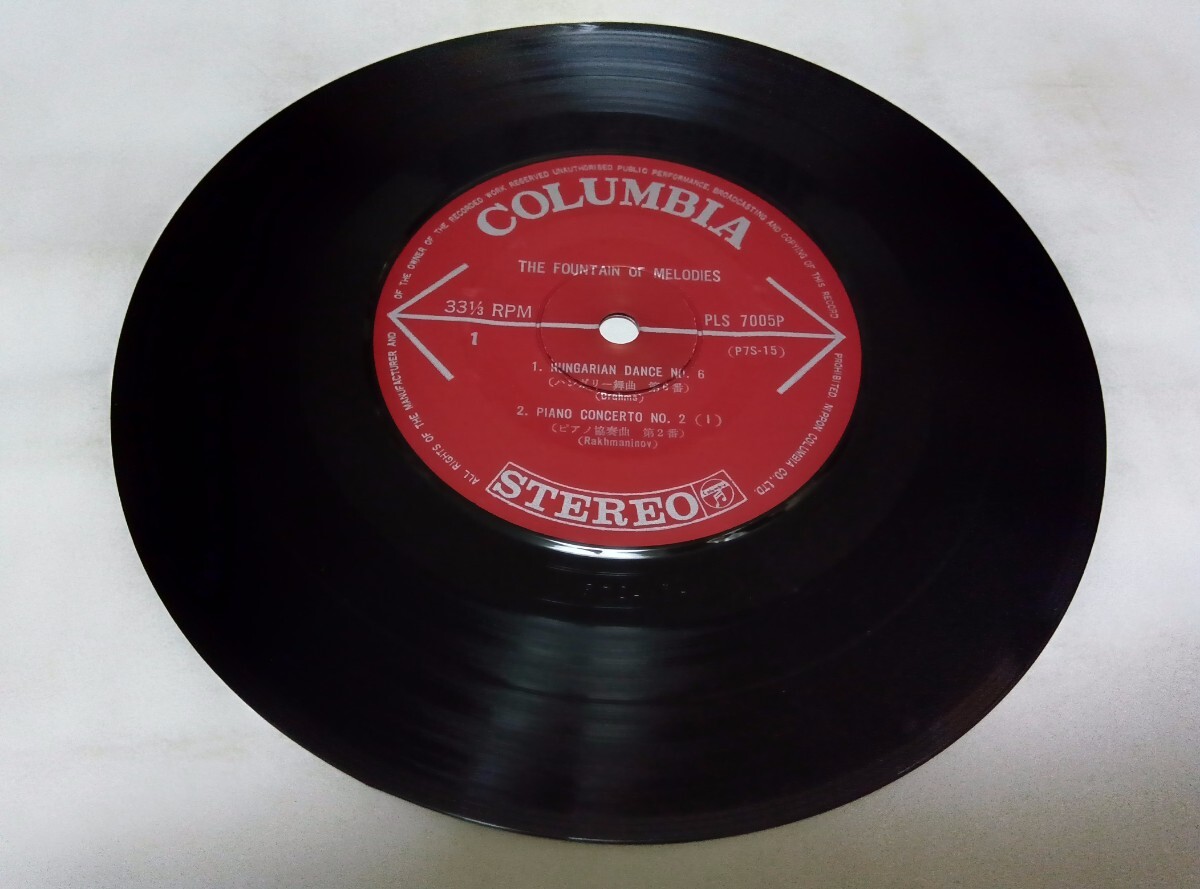 COLUMBIA
THE FOUNTAIN OF MELODIES
33⅓ RPM
PLS 7005P
1
(P7S-15)
1. HUNGARIAN DANCE NO. 6
(ハンガリー舞曲 第6番)
(Brahms)
2. PIANO CONCERTO NO. 2 (1)
(ピアノ協奏曲 第2番)
(Rakhmaninov)
STEREO
ALL RIGHTS OF THE MANUFACTURER AND OF THE OWNER OF THE RECORDED WORK RESERVED UNAUTHORISED PUBLIC PERFORMANCE, BROADCASTING AND COPYING OF THIS RECORD PROHIBITED. NIPPON COLUMBIA CO., LTD.